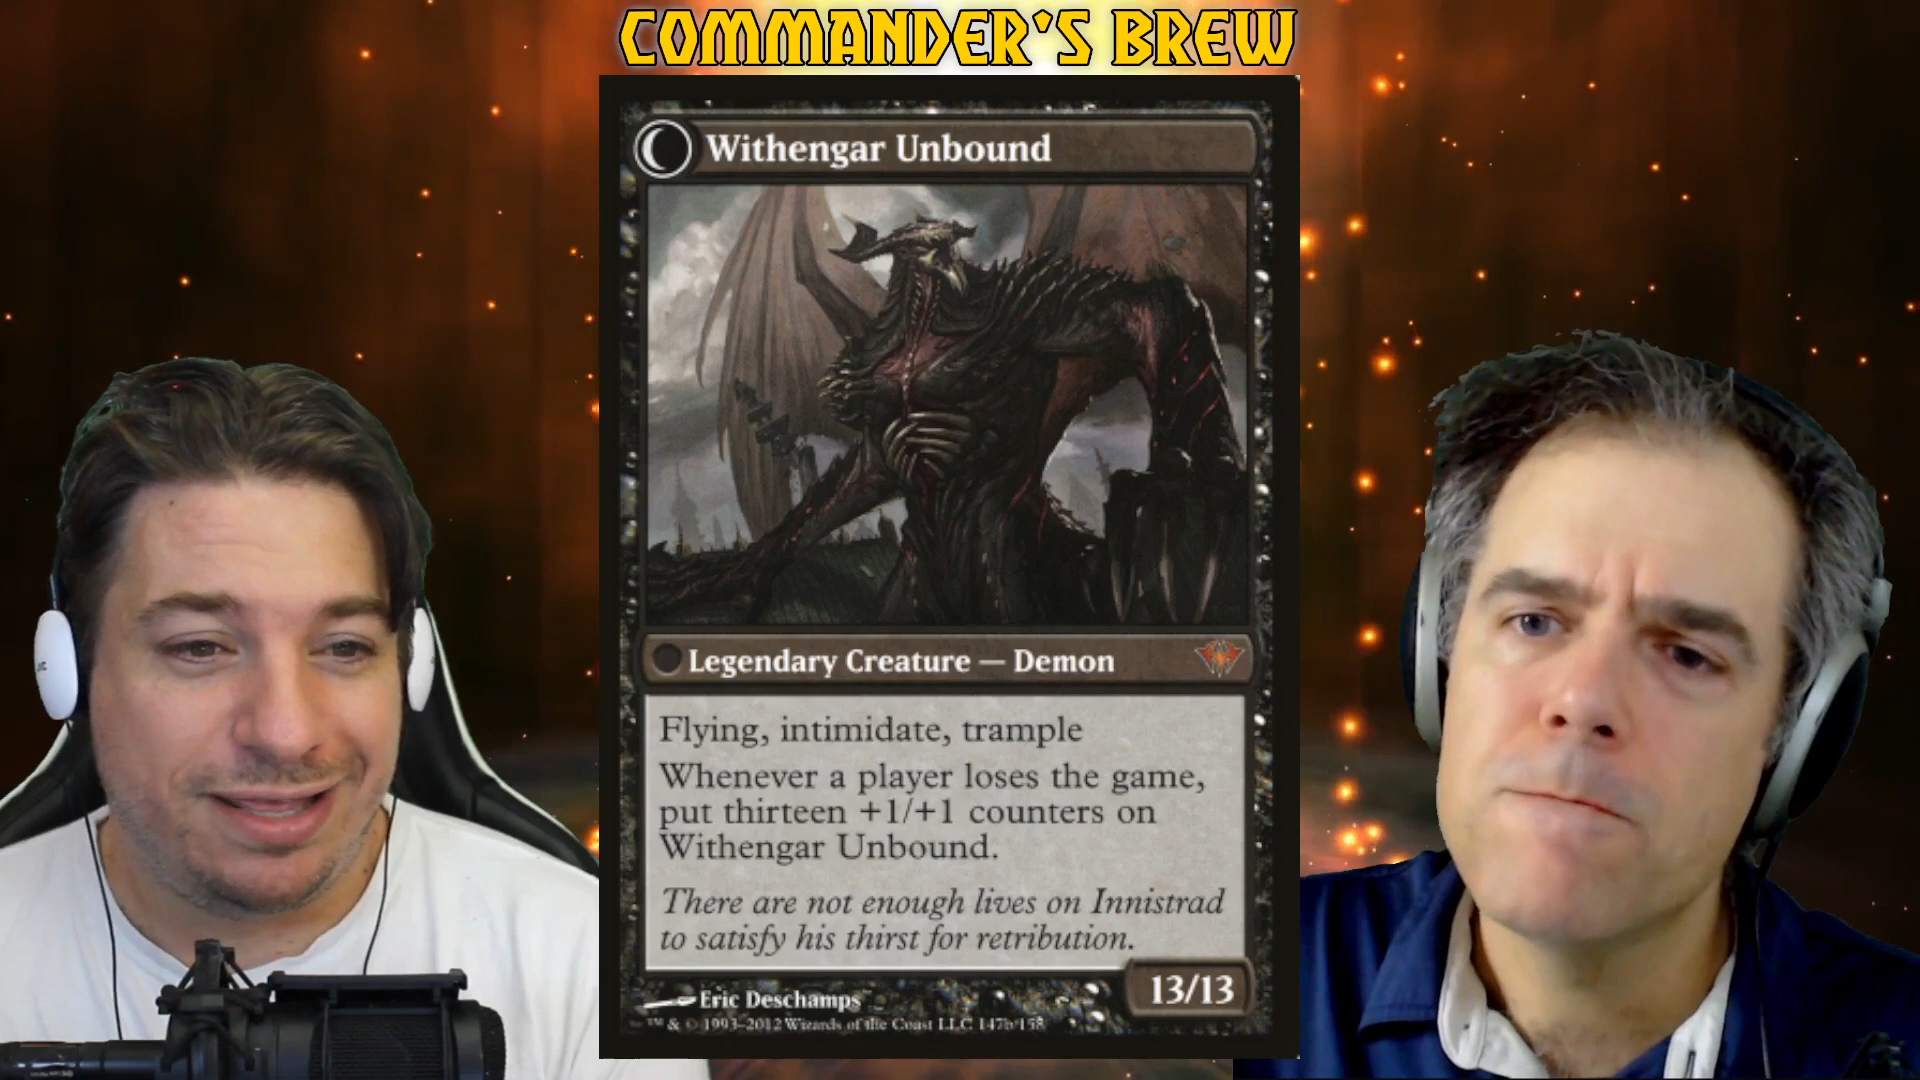 COMMANDER'S BREW
Withengar Unbound
Legendary Creature — Demon
Flying, intimidate, trample
Whenever a player loses the game,
put thirteen +1/+1 counters on
Withengar Unbound.
There are not enough lives on Innistrad
to satisfy his thirst for retribution.
13/13
Eric Deschamps
™ & © 1993–2012 Wizards of the Coast LLC 147b/158
JVC